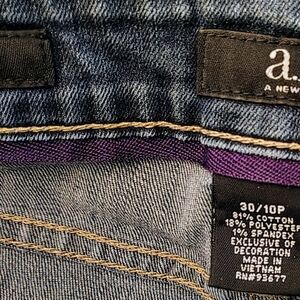 a.
A NEW
30/10P
81% COTTON
18% POLYESTER
1% SPANDEX
EXCLUSIVE OF
DECORATION
MADE IN
VIETNAM
RN#93677